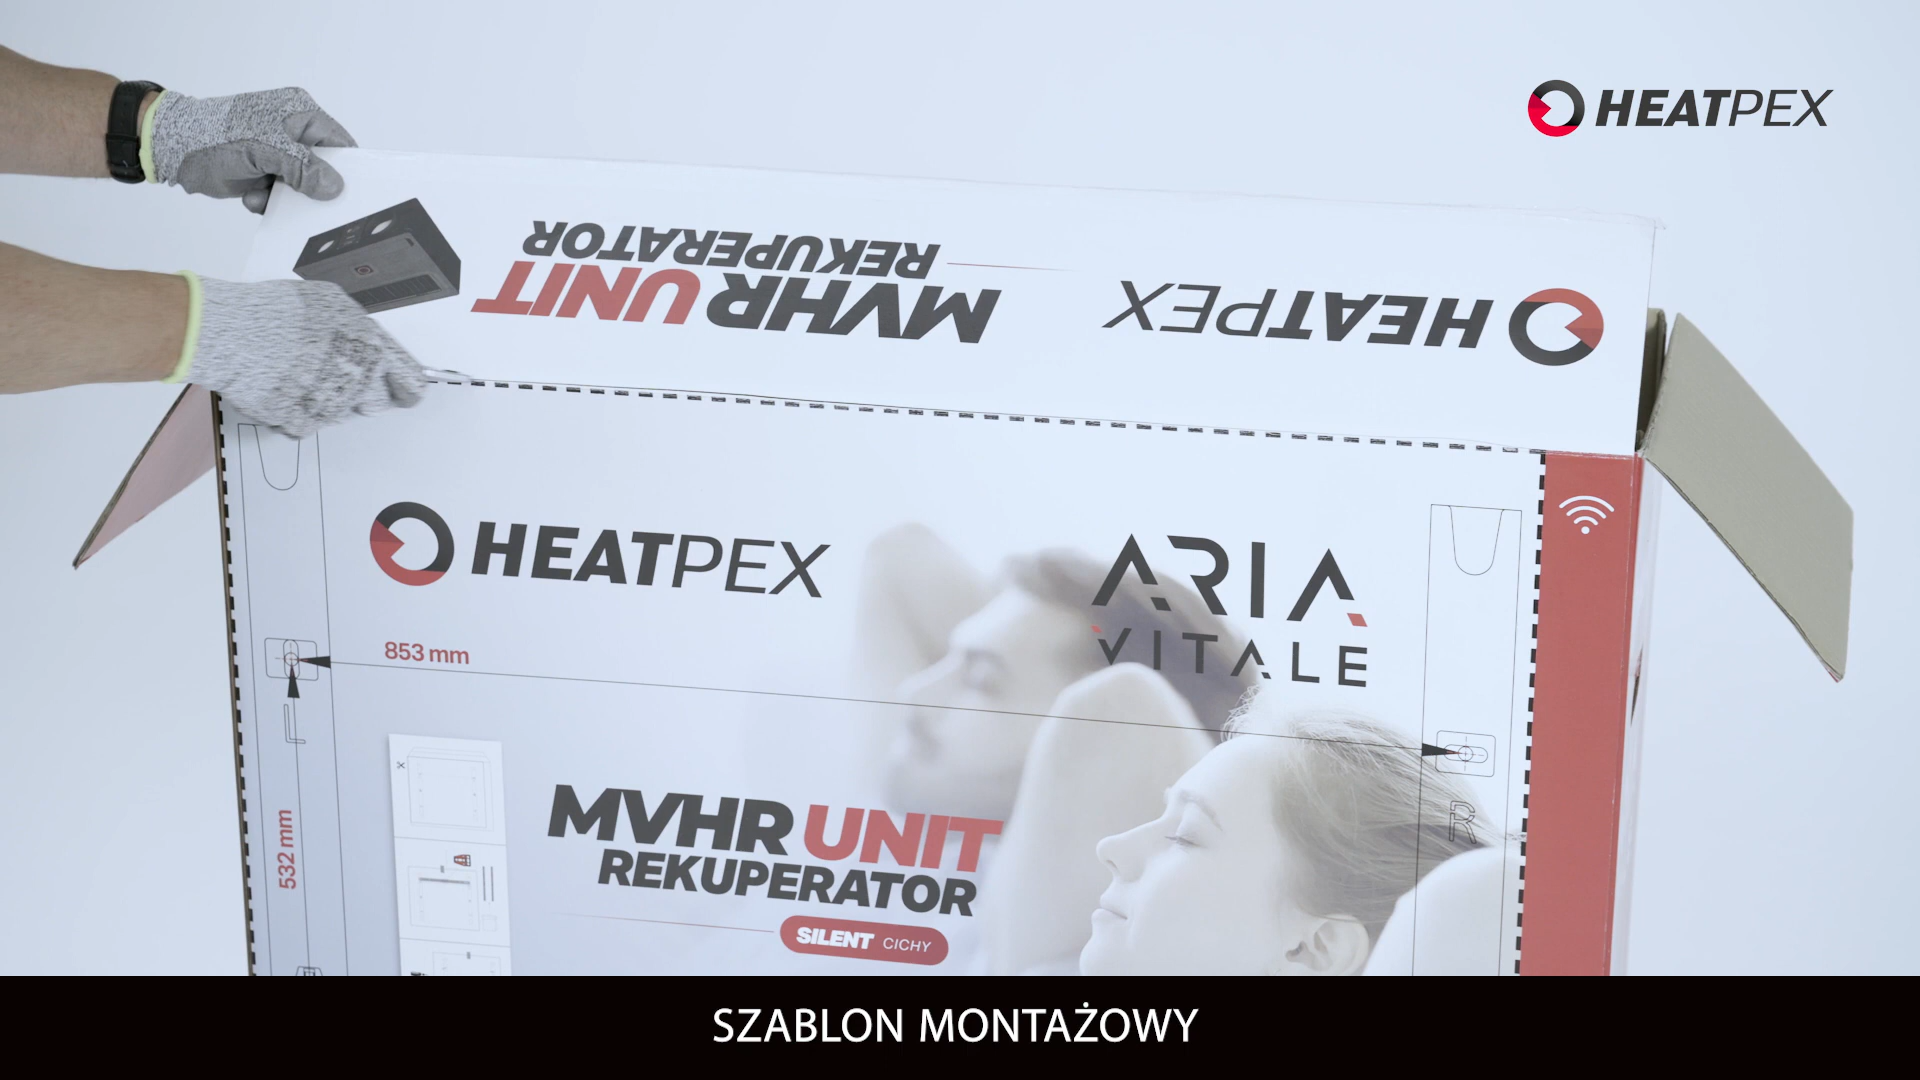 HEATPEX
MVHR UNIT
REKUPERATOR
HEATPEX
HEATPEX
ARIA
VITALE
853 mm
L
532 mm
R
MVHR UNIT
REKUPERATOR
SILENT CICHY
SZABLON MONTAŻOWY